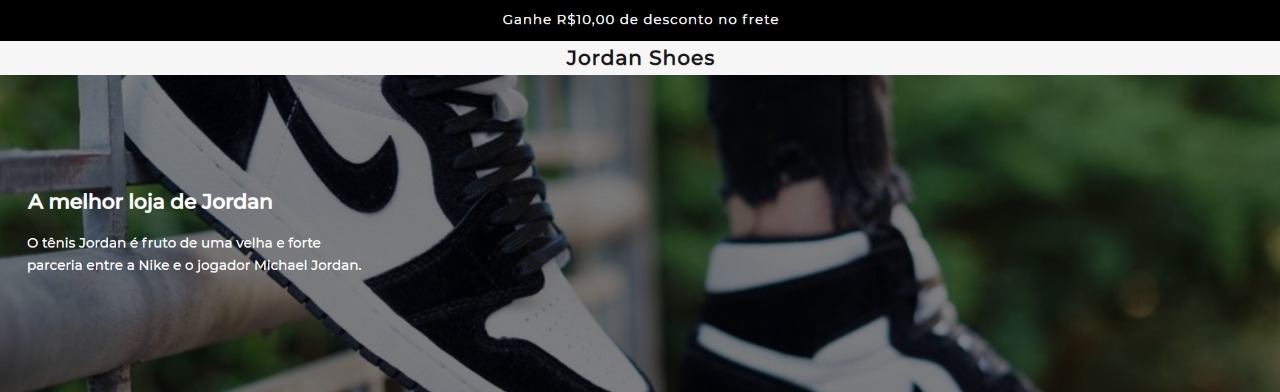 Ganhe R$10,00 de desconto no frete
Jordan Shoes
A melhor loja de Jordan
O tênis Jordan é fruto de uma velha e forte
parceria entre a Nike e o jogador Michael Jordan.